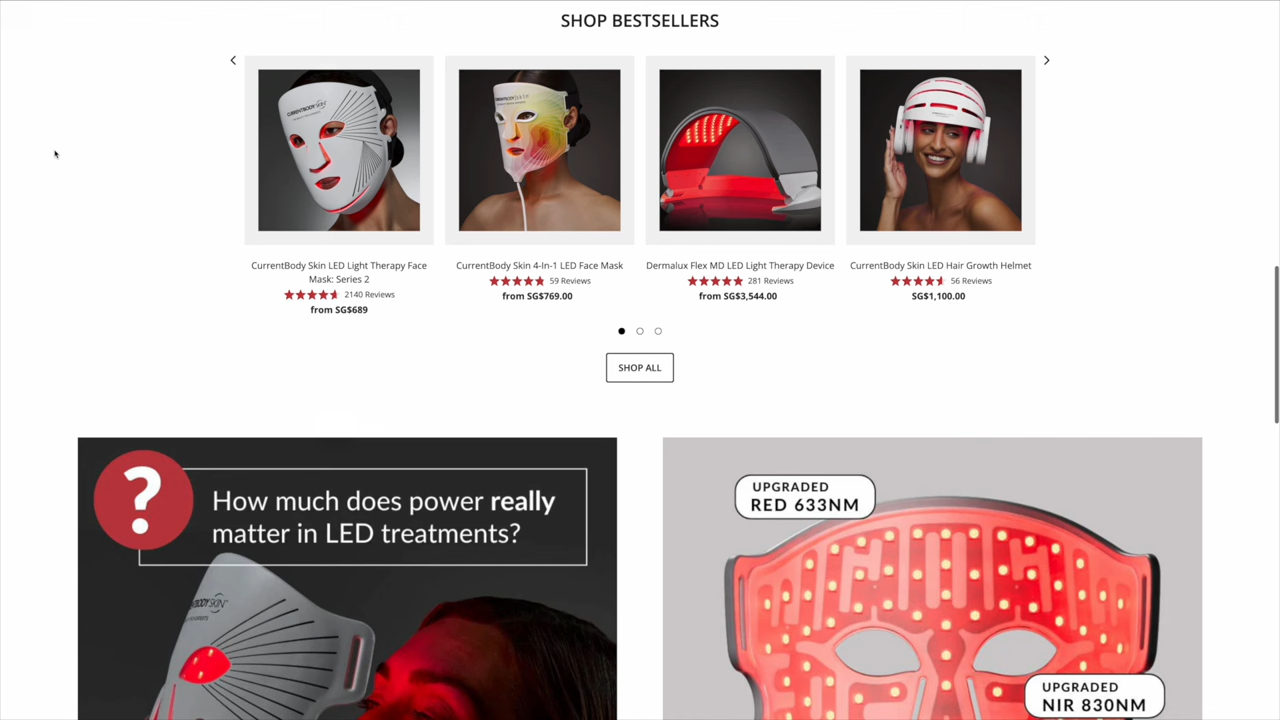 SHOP BESTSELLERS
CURRENTBODY SKIN
CurrentBody Skin LED Light Therapy Face
Mask: Series 2
2140 Reviews
from SG$689
CurrentBody Skin 4-In-1 LED Face Mask
59 Reviews
from SG$769.00
Dermalux Flex MD LED Light Therapy Device
281 Reviews
from SG$3,544.00
CurrentBody Skin LED Hair Growth Helmet
56 Reviews
SG$1,100.00
SHOP ALL
?
How much does power really
matter in LED treatments?
UPGRADED
RED 633NM
UPGRADED
NIR 830NM